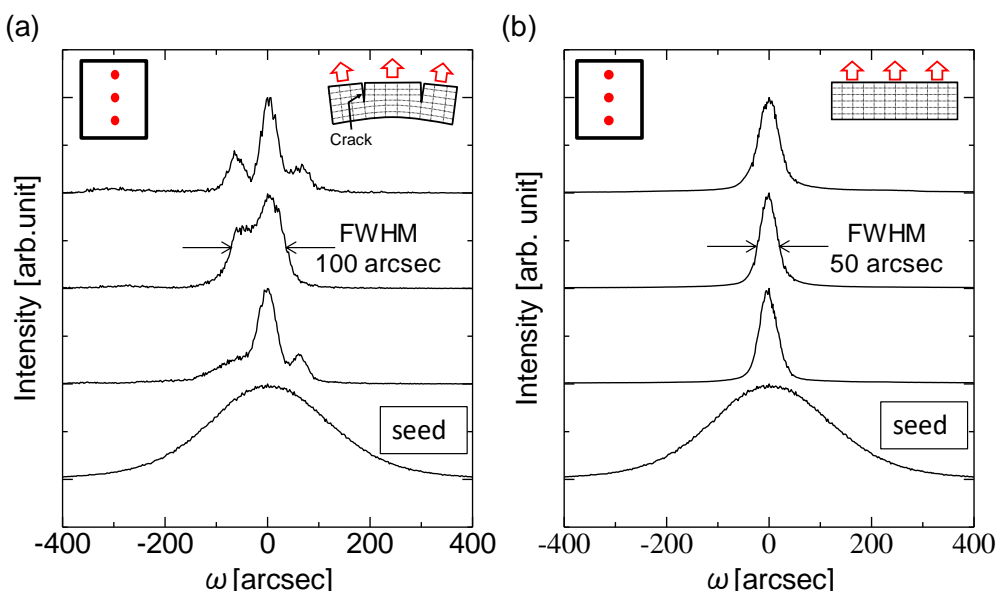 (a)
(b)
Crack
FWHM
100 arcsec
FWHM
50 arcsec
seed
seed
Intensity [arb.unit]
Intensity [arb. unit]
-400 -200 0 200 400
-400 -200 0 200 400
ω [arcsec]
ω [arcsec]